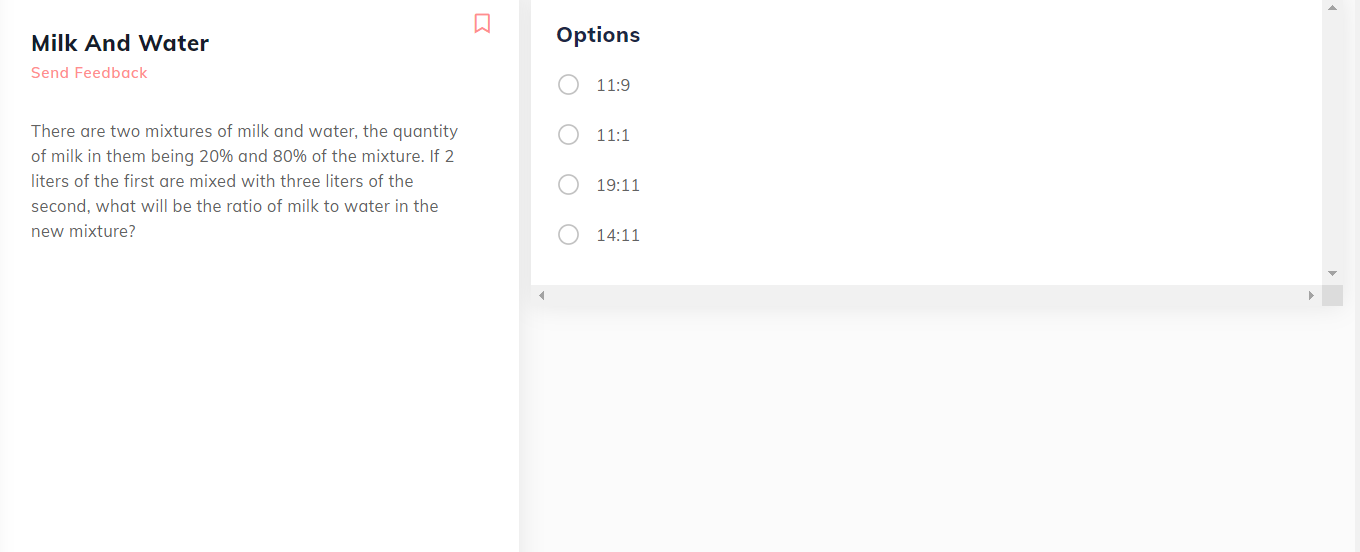 Milk And Water
Send Feedback
There are two mixtures of milk and water, the quantity
of milk in them being 20% and 80% of the mixture. If 2
liters of the first are mixed with three liters of the
second, what will be the ratio of milk to water in the
new mixture?
Options
11:9
11:1
19:11
14:11